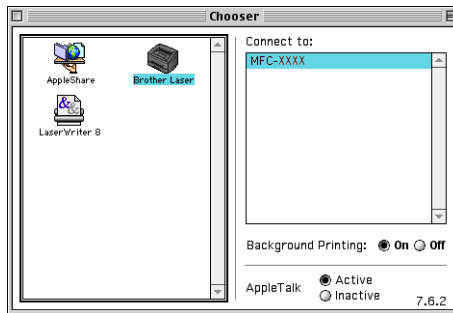 Chooser
AppleShare
Brother Laser
LaserWriter 8
Connect to:
MFC-XXXX
Background Printing: On Off
AppleTalk Active
Inactive
7.6.2